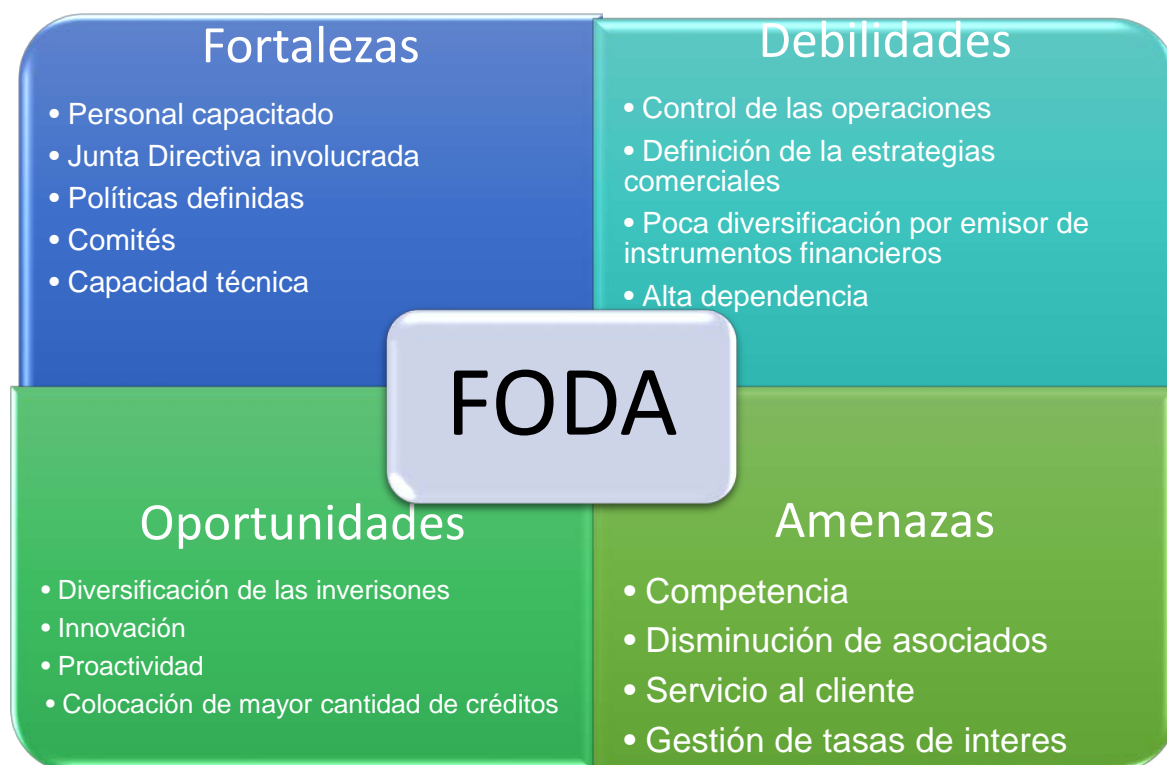 Fortalezas
• Personal capacitado
• Junta Directiva involucrada
• Políticas definidas
• Comités
• Capacidad técnica
Debilidades
• Control de las operaciones
• Definición de la estrategias
comerciales
• Poca diversificación por emisor de
instrumentos financieros
• Alta dependencia
FODA
Oportunidades
• Diversificación de las inverisones
• Innovación
• Proactividad
• Colocación de mayor cantidad de créditos
Amenazas
• Competencia
• Disminución de asociados
• Servicio al cliente
• Gestión de tasas de interes